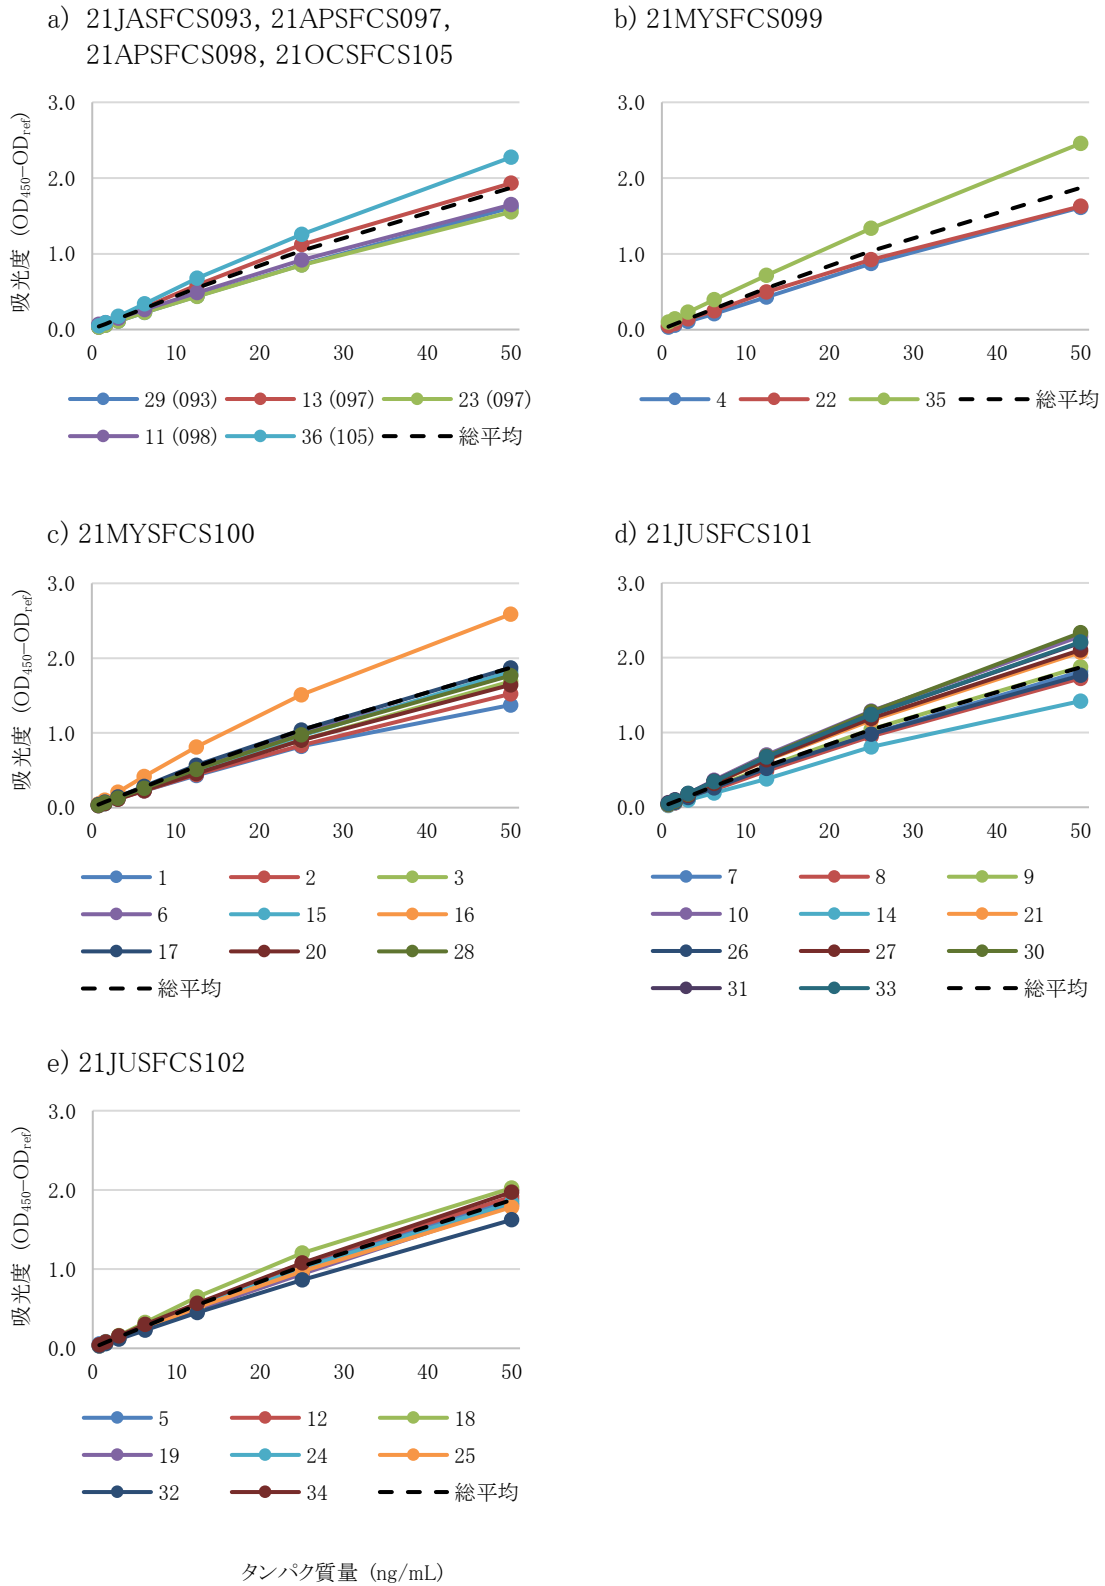 a) 21JASFCS093, 21APSFCS097,
21APSFCS098, 21OCSFCS105
b) 21MYSFCS099
吸光度 (OD450−ODref)
3.0
2.0
1.0
0.0
0 10 20 30 40 50
29 (093) 13 (097) 23 (097)
11 (098) 36 (105) 総平均
3.0
2.0
1.0
0.0
0 10 20 30 40 50
4 22 35 総平均
c) 21MYSFCS100
d) 21JUSFCS101
吸光度 (OD450−ODref)
3.0
2.0
1.0
0.0
0 10 20 30 40 50
1 2 3
6 15 16
17 20 28
総平均
3.0
2.0
1.0
0.0
0 10 20 30 40 50
7 8 9
10 14 21
26 27 30
31 33 総平均
e) 21JUSFCS102
吸光度 (OD450−ODref)
3.0
2.0
1.0
0.0
0 10 20 30 40 50
5 12 18
19 24 25
32 34 総平均
タンパク質量 (ng/mL)